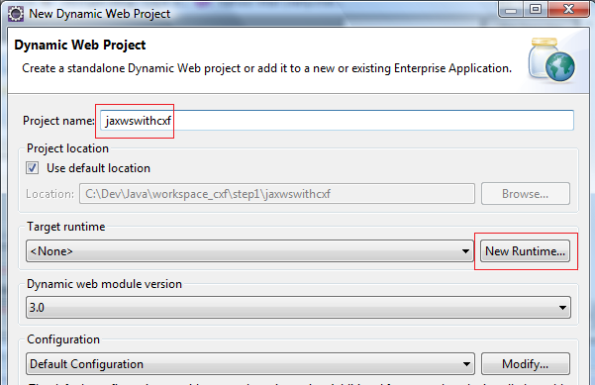 New Dynamic Web Project
Dynamic Web Project
Create a standalone Dynamic Web project or add it to a new or existing Enterprise Application.
Project name: jaxwswithcxf
Project location
Use default location
Location: C:\Dev\Java\workspace_cxf\step1\jaxwswithcxf Browse...
Target runtime
<None> New Runtime...
Dynamic web module version
3.0
Configuration
Default Configuration Modify...